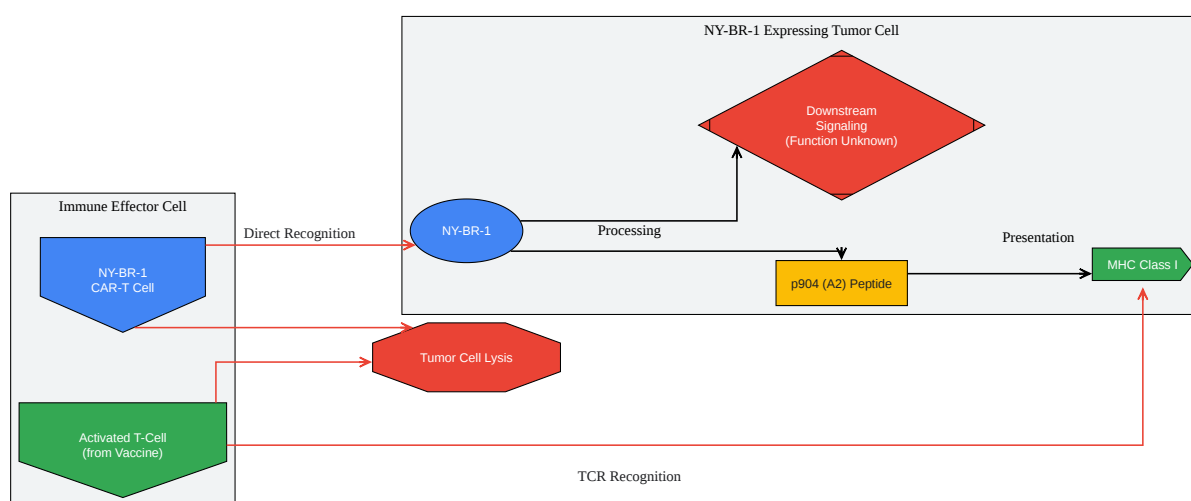 NY-BR-1 Expressing Tumor Cell
Downstream
Signaling
(Function Unknown)
Immune Effector Cell
Direct Recognition
NY-BR-1
Processing
Presentation
NY-BR-1
CAR-T Cell
MHC Class I
p904 (A2) Peptide
Tumor Cell Lysis
Activated T-Cell
(from Vaccine)
TCR Recognition